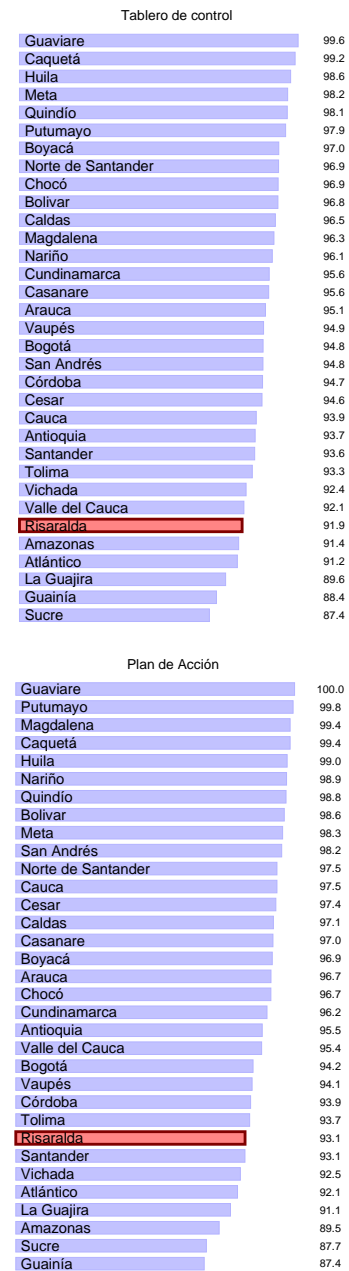 Tablero de control
Guaviare 99.6
Caquetá 99.2
Huila 98.6
Meta 98.2
Quindío 98.1
Putumayo 97.9
Boyacá 97.0
Norte de Santander 96.9
Chocó 96.9
Bolivar 96.8
Caldas 96.5
Magdalena 96.3
Nariño 96.1
Cundinamarca 95.6
Casanare 95.6
Arauca 95.1
Vaupés 94.9
Bogotá 94.8
San Andrés 94.8
Córdoba 94.7
Cesar 94.6
Cauca 93.9
Antioquia 93.7
Santander 93.6
Tolima 93.3
Vichada 92.4
Valle del Cauca 92.1
Risaralda 91.9
Amazonas 91.4
Atlántico 91.2
La Guajira 89.6
Guainía 88.4
Sucre 87.4
Plan de Acción
Guaviare 100.0
Putumayo 99.8
Magdalena 99.4
Caquetá 99.4
Huila 99.0
Nariño 98.9
Quindío 98.8
Bolivar 98.6
Meta 98.3
San Andrés 98.2
Norte de Santander 97.5
Cauca 97.5
Cesar 97.4
Caldas 97.1
Casanare 97.0
Boyacá 96.9
Arauca 96.7
Chocó 96.7
Cundinamarca 96.2
Antioquia 95.5
Valle del Cauca 95.4
Bogotá 94.2
Vaupés 94.1
Córdoba 93.9
Tolima 93.7
Risaralda 93.1
Santander 93.1
Vichada 92.5
Atlántico 92.1
La Guajira 91.1
Amazonas 89.5
Sucre 87.7
Guainía 87.4